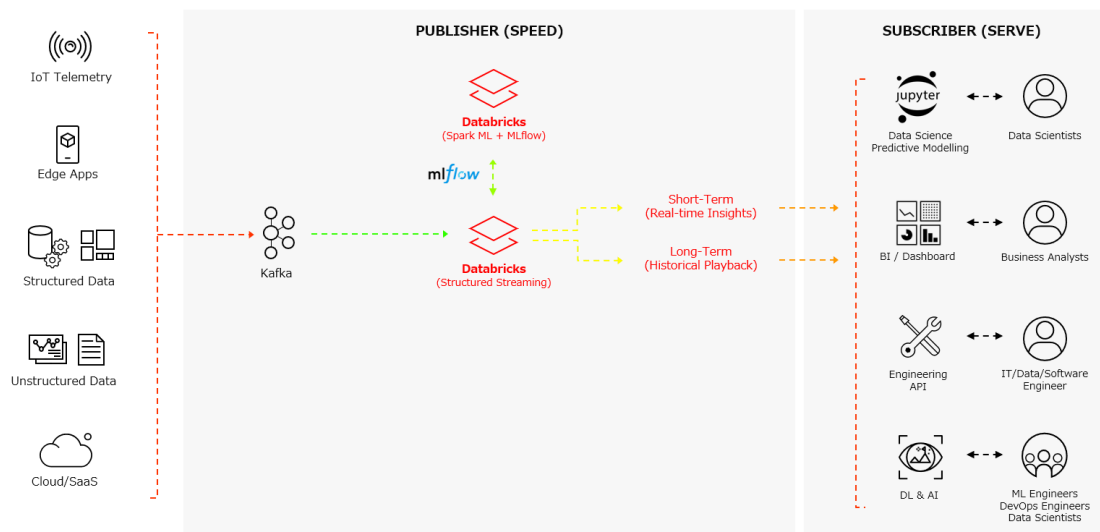 PUBLISHER (SPEED)
SUBSCRIBER (SERVE)
IoT Telemetry
Edge Apps
Structured Data
Unstructured Data
Cloud/SaaS
Kafka
Databricks
(Spark ML + MLflow)
mlflow
Databricks
(Structured Streaming)
Short-Term
(Real-time Insights)
Long-Term
(Historical Playback)
jupyter
Data Science
Predictive Modelling
Data Scientists
BI / Dashboard
Business Analysts
Engineering
API
IT/Data/Software
Engineer
DL & AI
ML Engineers
DevOps Engineers
Data Scientists